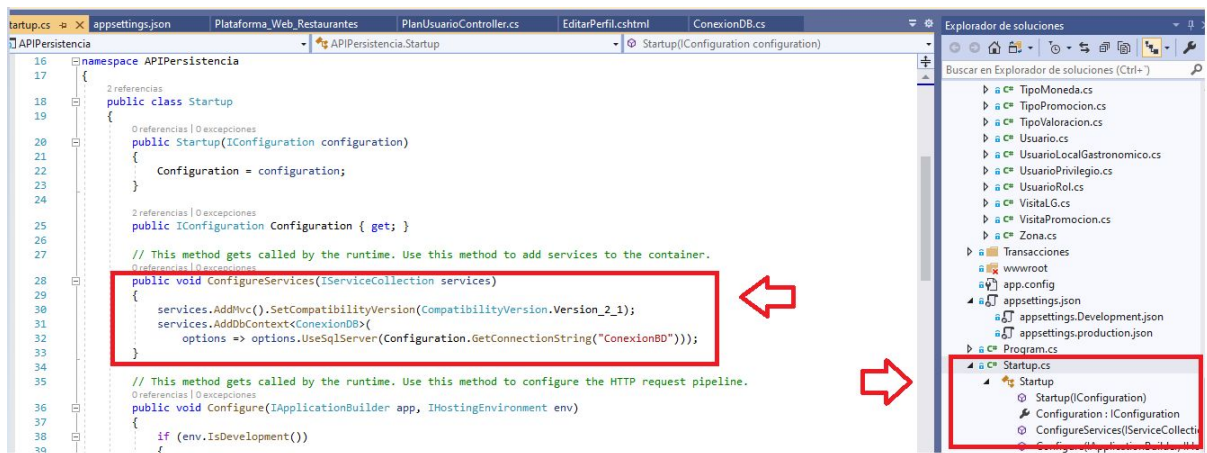 tartup.cs appsettings.json Plataforma_Web_Restaurantes PlanUsuarioController.cs EditarPerfil.cshtml ConexionDB.cs
APIPersistencia APIPersistencia.Startup Startup(IConfiguration configuration)
16 namespace APIPersistencia
17 {
2 referencias
18 public class Startup
19 {
0 referencias | 0 excepciones
20 public Startup(IConfiguration configuration)
21 {
22 Configuration = configuration;
23 }
24
2 referencias | 0 excepciones
25 public IConfiguration Configuration { get; }
26
27 // This method gets called by the runtime. Use this method to add services to the container.
0 referencias | 0 excepciones
28 public void ConfigureServices(IServiceCollection services)
29 {
30 services.AddMvc().SetCompatibilityVersion(CompatibilityVersion.Version_2_1);
31 services.AddDbContext<ConexionDB>(
32 options => options.UseSqlServer(Configuration.GetConnectionString("ConexionBD")));
33 }
34
35 // This method gets called by the runtime. Use this method to configure the HTTP request pipeline.
0 referencias | 0 excepciones
36 public void Configure(IApplicationBuilder app, IHostingEnvironment env)
37 {
38 if (env.IsDevelopment())
39 {
Explorador de soluciones
Buscar en Explorador de soluciones (Ctrl+¨)
C# TipoMoneda.cs
C# TipoPromocion.cs
C# TipoValoracion.cs
C# Usuario.cs
C# UsuarioLocalGastronomico.cs
C# UsuarioPrivilegio.cs
C# UsuarioRol.cs
C# VisitaLG.cs
C# VisitaPromocion.cs
C# Zona.cs
Transacciones
wwwroot
app.config
appsettings.json
appsettings.Development.json
appsettings.production.json
C# Program.cs
C# Startup.cs
Startup
Startup(IConfiguration)
Configuration : IConfiguration
ConfigureServices(IServiceCollectic
Configure(IApplicationBuilder, IHo